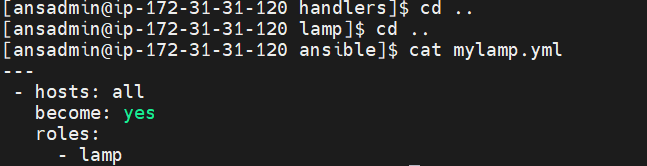 [ansadmin@ip-172-31-31-120 handlers]$ cd ..
[ansadmin@ip-172-31-31-120 lamp]$ cd ..
[ansadmin@ip-172-31-31-120 ansible]$ cat mylamp.yml
---
 - hosts: all
   become: yes
   roles:
     - lamp